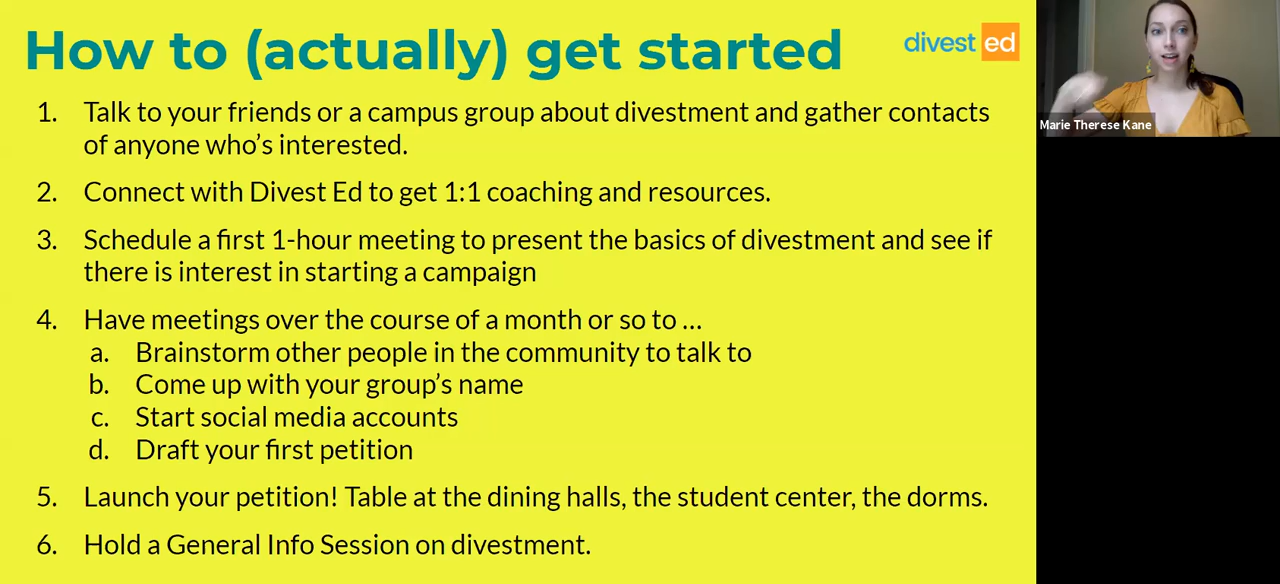 How to (actually) get started
divest ed
Marie Therese Kane
1. Talk to your friends or a campus group about divestment and gather contacts
of anyone who’s interested.
2. Connect with Divest Ed to get 1:1 coaching and resources.
3. Schedule a first 1-hour meeting to present the basics of divestment and see if
there is interest in starting a campaign
4. Have meetings over the course of a month or so to ...
a. Brainstorm other people in the community to talk to
b. Come up with your group’s name
c. Start social media accounts
d. Draft your first petition
5. Launch your petition! Table at the dining halls, the student center, the dorms.
6. Hold a General Info Session on divestment.